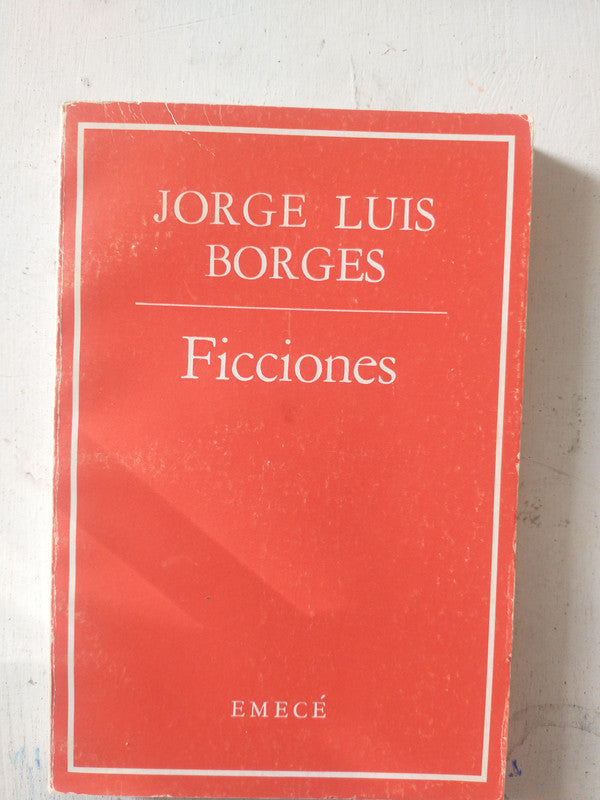 JORGE LUIS
BORGES
Ficciones
EMECÉ